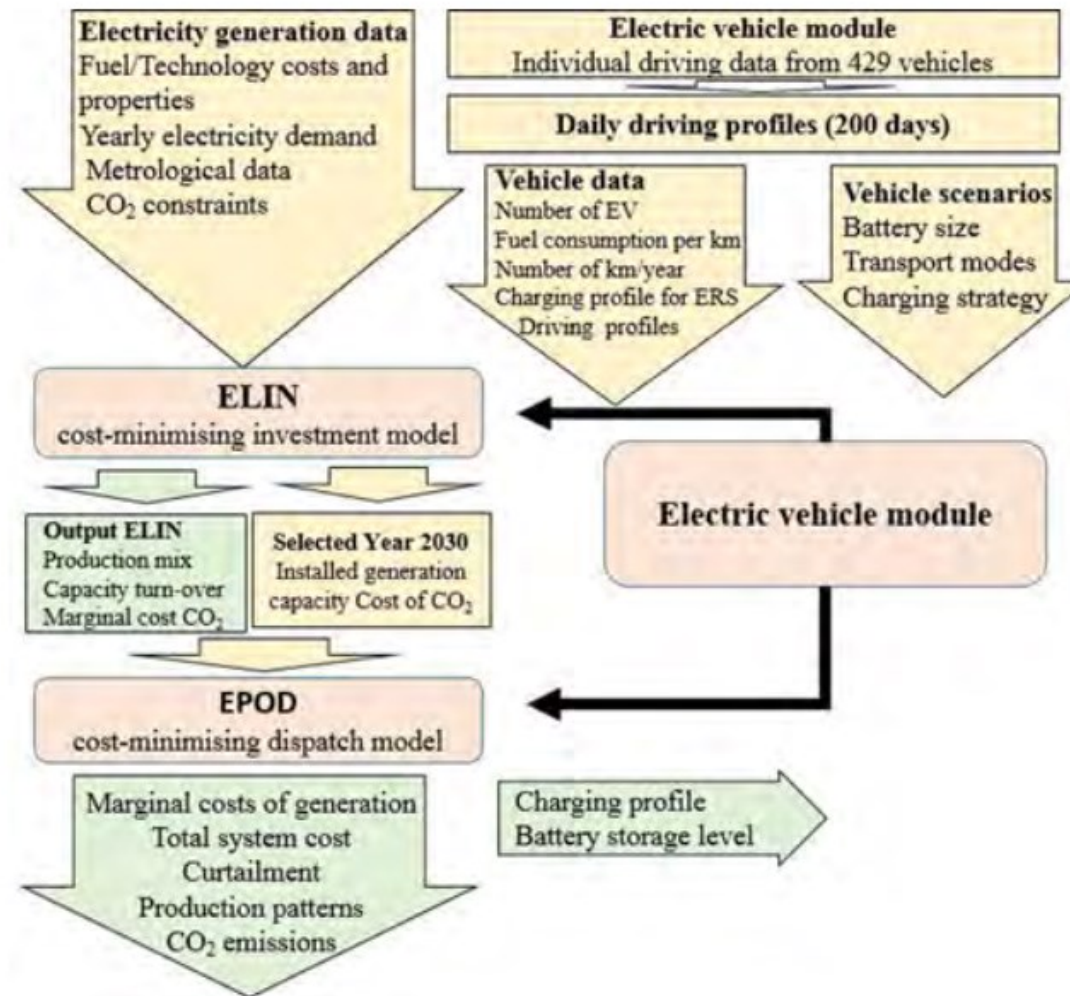 Electricity generation data
Fuel/Technology costs and
properties
Yearly electricity demand
Metrological data
CO₂ constraints
Electric vehicle module
Individual driving data from 429 vehicles
Daily driving profiles (200 days)
Vehicle data
Number of EV
Fuel consumption per km
Number of km/year
Charging profile for ERS
Driving profiles
Vehicle scenarios
Battery size
Transport modes
Charging strategy
ELIN
cost-minimising investment model
Electric vehicle module
Output ELIN
Production mix
Capacity turn-over
Marginal cost CO₂
Selected Year 2030
Installed generation
capacity Cost of CO₂
EPOD
cost-minimising dispatch model
Marginal costs of generation
Total system cost
Curtailment
Production patterns
CO₂ emissions
Charging profile
Battery storage level